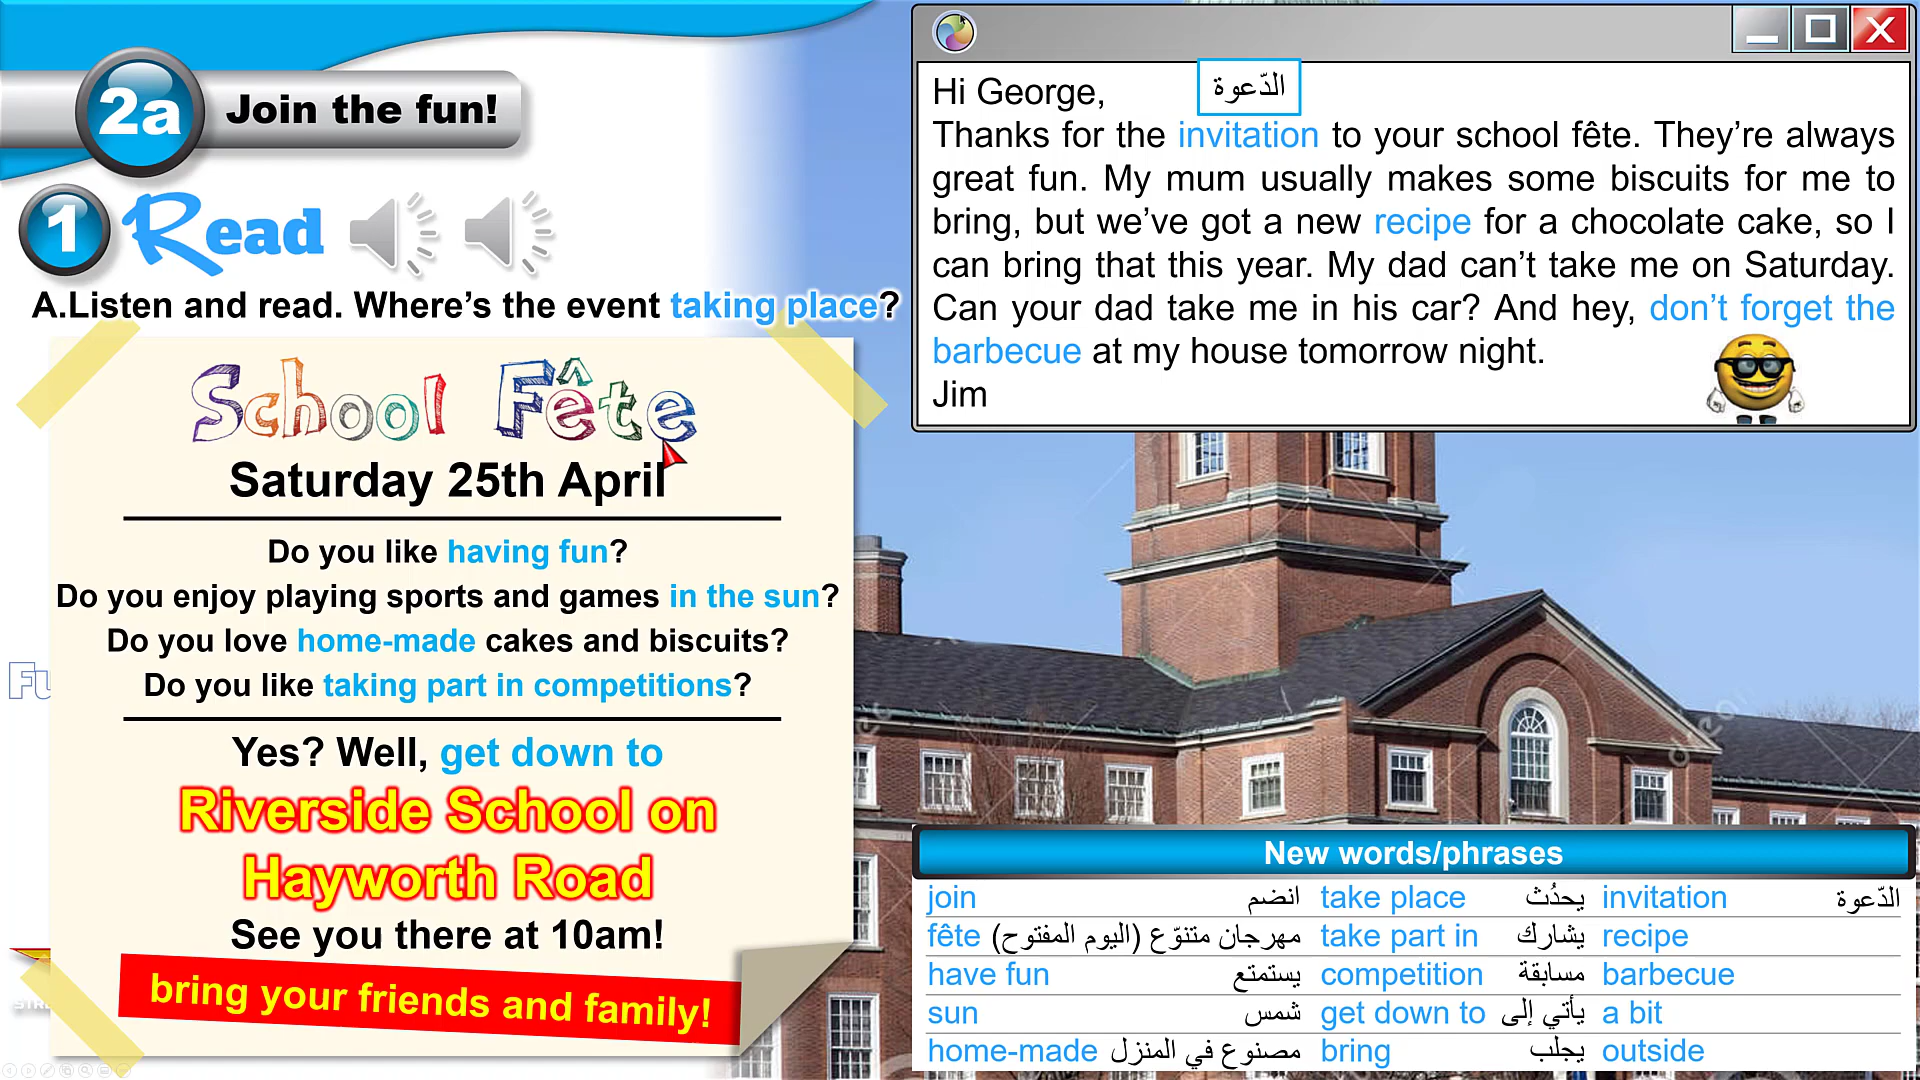 2a
Join the fun!
1
Read
A.Listen and read. Where’s the event taking place?
School Fête
Saturday 25th April
Do you like having fun?
Do you enjoy playing sports and games in the sun?
Do you love home-made cakes and biscuits?
Do you like taking part in competitions?
Yes? Well, get down to
Riverside School on
Hayworth Road
See you there at 10am!
bring your friends and family!
Hi George,
الدّعوة
Thanks for the invitation to your school fête. They’re always
great fun. My mum usually makes some biscuits for me to
bring, but we’ve got a new recipe for a chocolate cake, so I
can bring that this year. My dad can’t take me on Saturday.
Can your dad take me in his car? And hey, don’t forget the
barbecue at my house tomorrow night.
Jim
New words/phrases
join انضم take place يحدُث invitation الدّعوة
fête مهرجان متنوّع (اليوم المفتوح) take part in يشارك recipe
have fun يستمتع competition مسابقة barbecue
sun شمس get down to يأتي إلى a bit
home-made مصنوع في المنزل bring يجلب outside